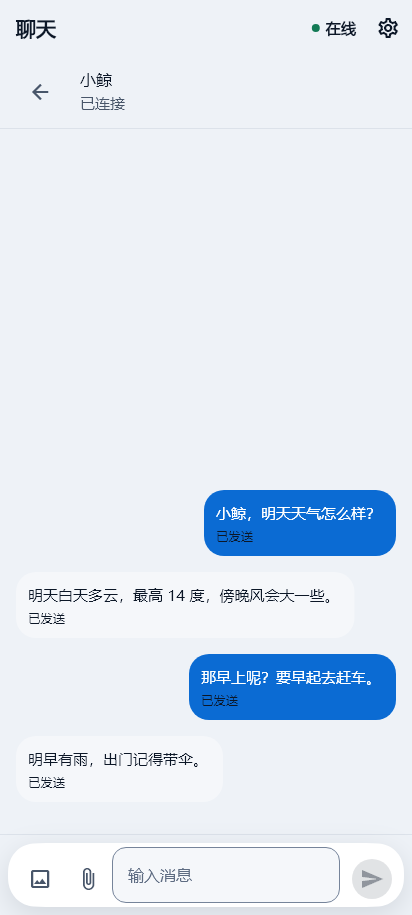 聊天
在线
小鲸
已连接
小鲸，明天天气怎么样？
已发送
明天白天多云，最高 14 度，傍晚风会大一些。
已发送
那早上呢？要早起去赶车。
已发送
明早有雨，出门记得带伞。
已发送
输入消息